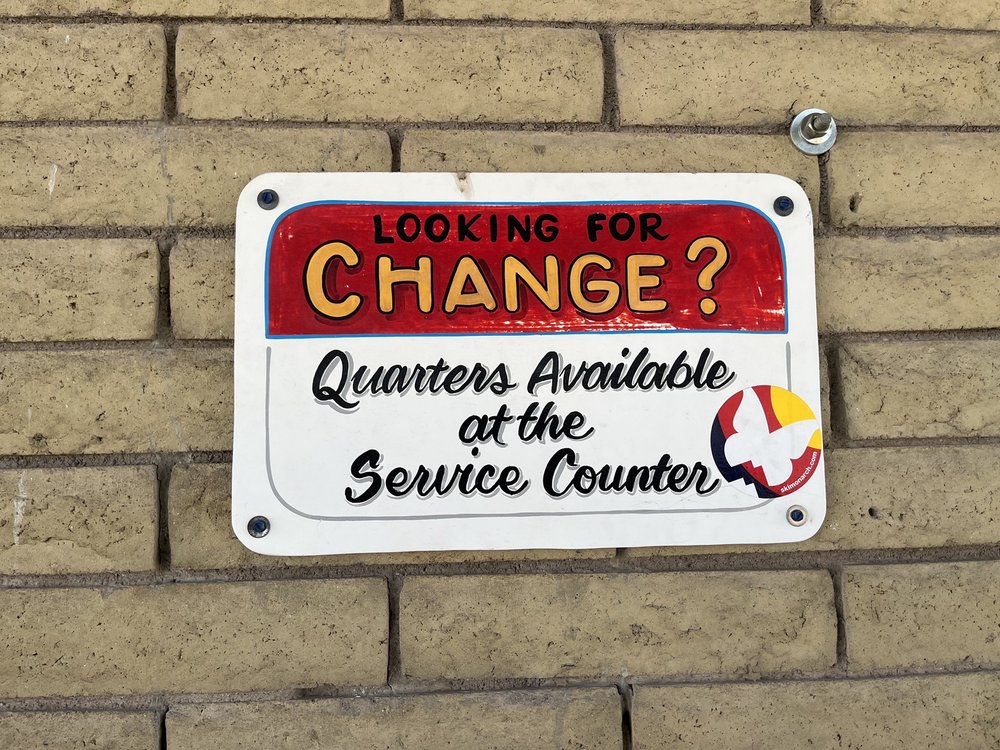 LOOKING FOR
CHANGE?
Quarters Available
at the
Service Counter
skimonarch.com